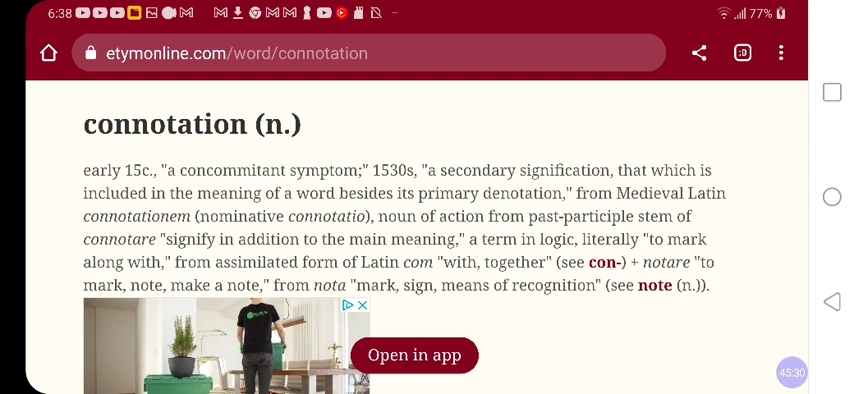 6:38
77%
etymonline.com/word/connotation
:D
connotation (n.)
early 15c., "a concommitant symptom;" 1530s, "a secondary signification, that which is
included in the meaning of a word besides its primary denotation," from Medieval Latin
connotationem (nominative connotatio), noun of action from past-participle stem of
connotare "signify in addition to the main meaning," a term in logic, literally "to mark
along with," from assimilated form of Latin com "with, together" (see con-) + notare "to
mark, note, make a note," from nota "mark, sign, means of recognition" (see note (n.)).
Open in app
45:30